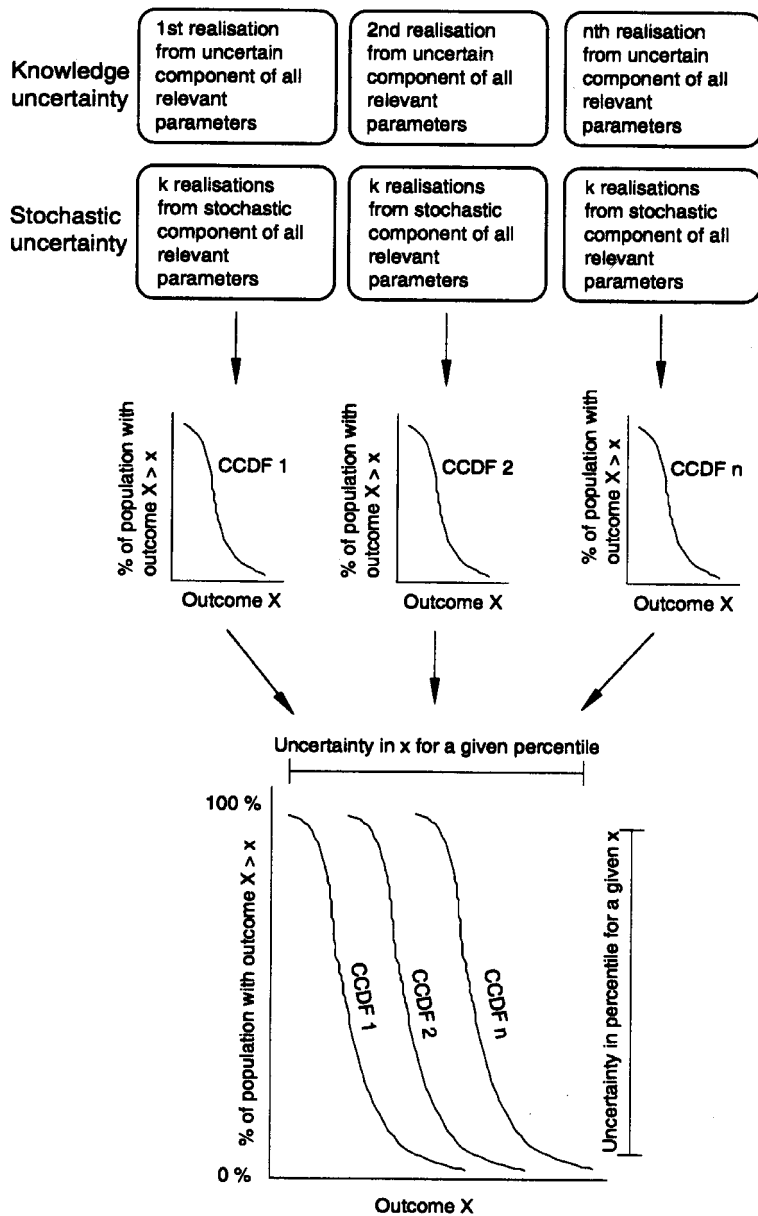 Knowledge
uncertainty
1st realisation
from uncertain
component of all
relevant
parameters
2nd realisation
from uncertain
component of all
relevant
parameters
nth realisation
from uncertain
component of all
relevant
parameters
Stochastic
uncertainty
k realisations
from stochastic
component of all
relevant
parameters
k realisations
from stochastic
component of all
relevant
parameters
k realisations
from stochastic
component of all
relevant
parameters
% of population with
outcome X > x
CCDF 1
Outcome X
% of population with
outcome X > x
CCDF 2
Outcome X
% of population with
outcome X > x
CCDF n
Outcome X
Uncertainty in x for a given percentile
100 %
% of population with outcome X > x
CCDF 1
CCDF 2
CCDF n
Uncertainty in percentile for a given x
0 %
Outcome X